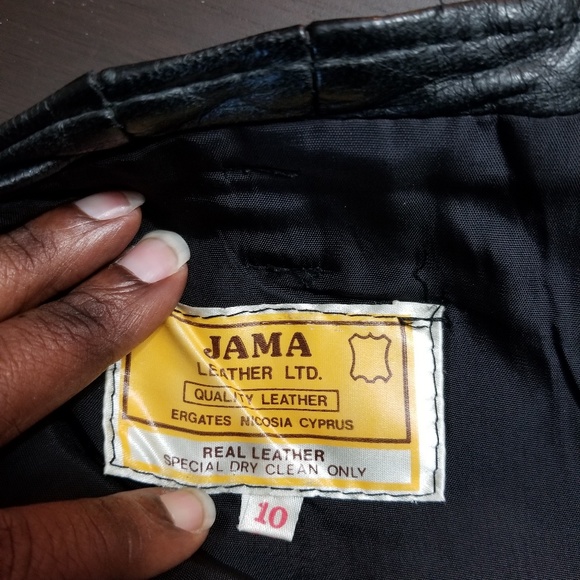 JAMA
LEATHER LTD.
QUALITY LEATHER
ERGATES NICOSIA CYPRUS
REAL LEATHER
SPECIAL DRY CLEAN ONLY
10